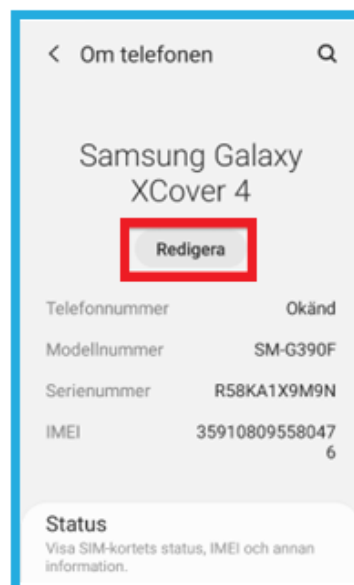 Om telefonen
Samsung Galaxy
XCover 4
Redigera
Telefonnummer Okänd
Modellnummer SM-G390F
Serienummer R58KA1X9M9N
IMEI 35910809558047
6
Status
Visa SIM-kortets status, IMEI och annan
information.